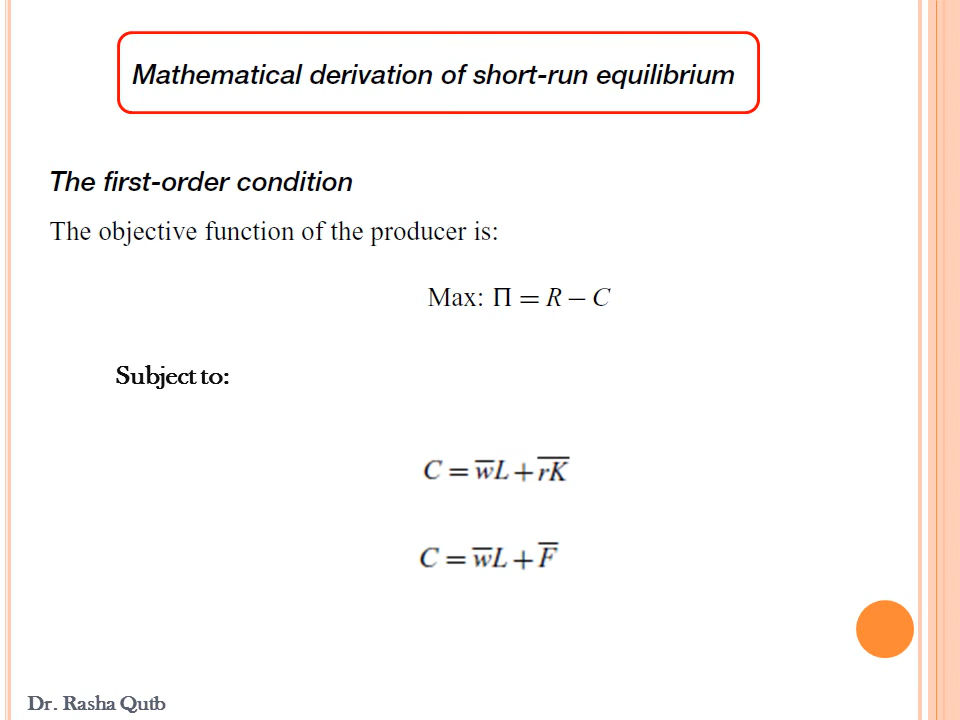 Mathematical derivation of short-run equilibrium
The first-order condition
The objective function of the producer is:
Max: Π = R − C
Subject to:
C = w̅L + r̅K̅
C = w̅L + F̅
Dr. Rasha Qutb